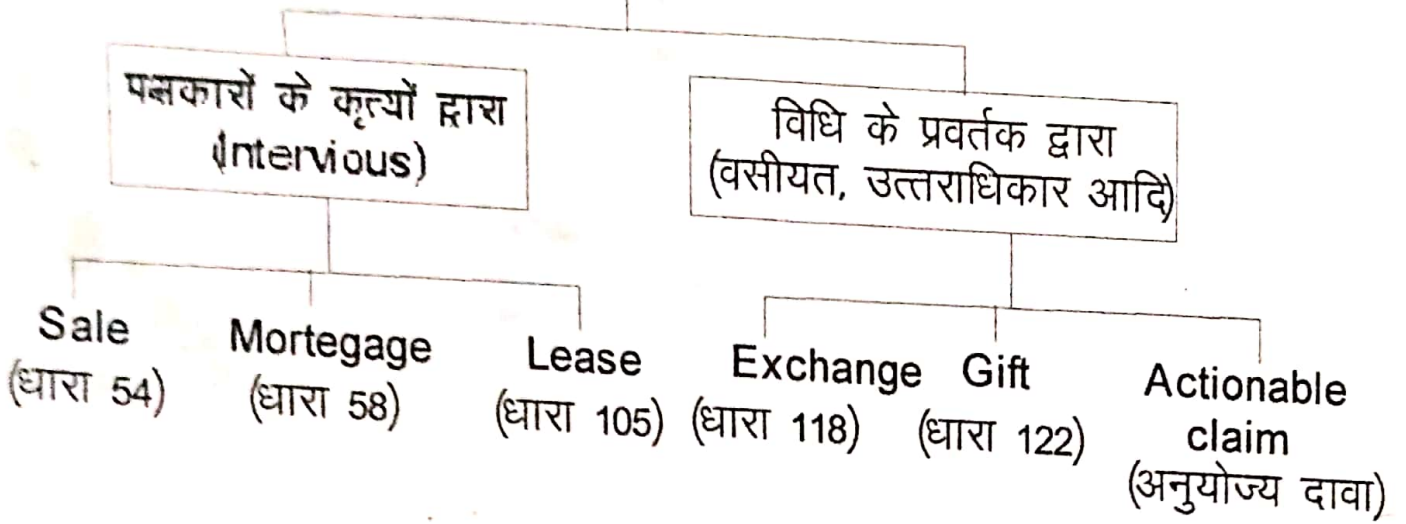 पक्षकारों के कृत्यों द्वारा
(Intervious)
विधि के प्रवर्तक द्वारा
(वसीयत, उत्तराधिकार आदि)
Sale
(धारा 54)
Mortegage
(धारा 58)
Lease
(धारा 105)
Exchange
(धारा 118)
Gift
(धारा 122)
Actionable
claim
(अनुयोज्य दावा)